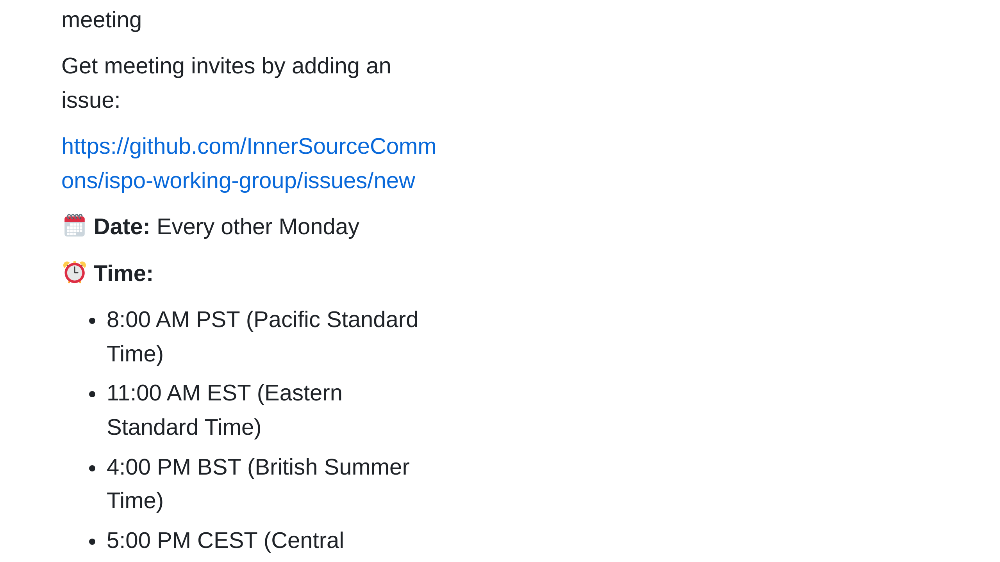 meeting
Get meeting invites by adding an
issue:
https://github.com/InnerSourceComm
ons/ispo-working-group/issues/new
Date: Every other Monday
Time:
8:00 AM PST (Pacific Standard
Time)
11:00 AM EST (Eastern
Standard Time)
4:00 PM BST (British Summer
Time)
5:00 PM CEST (Central